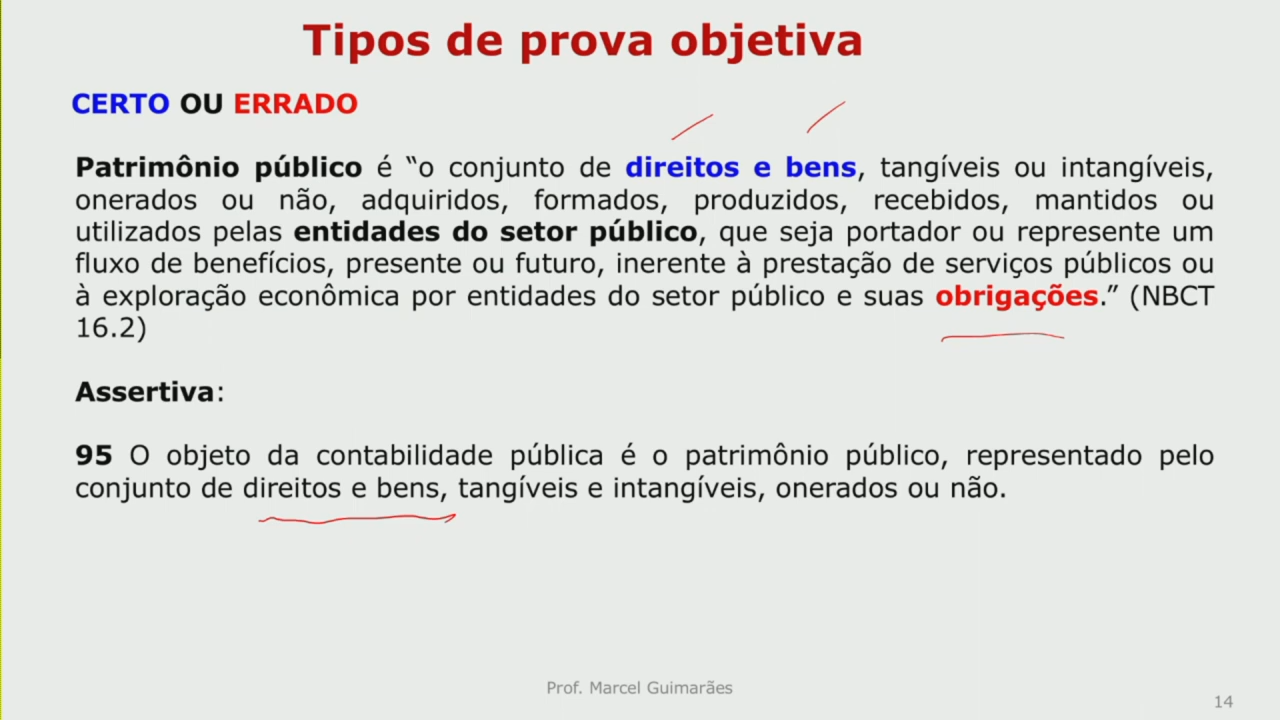 Tipos de prova objetiva
CERTO OU ERRADO
Patrimônio público é “o conjunto de direitos e bens, tangíveis ou intangíveis,
onerados ou não, adquiridos, formados, produzidos, recebidos, mantidos ou
utilizados pelas entidades do setor público, que seja portador ou represente um
fluxo de benefícios, presente ou futuro, inerente à prestação de serviços públicos ou
à exploração econômica por entidades do setor público e suas obrigações.” (NBCT
16.2)
Assertiva:
95 O objeto da contabilidade pública é o patrimônio público, representado pelo
conjunto de direitos e bens, tangíveis e intangíveis, onerados ou não.
Prof. Marcel Guimarães
14